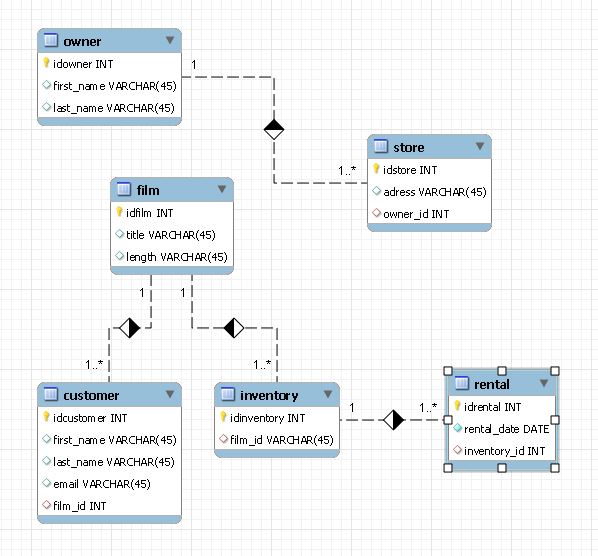 owner
idowner INT
first_name VARCHAR(45)
last_name VARCHAR(45)
1
1..*
store
idstore INT
adress VARCHAR(45)
owner_id INT
film
idfilm INT
title VARCHAR(45)
length VARCHAR(45)
1
1
1..*
1..*
customer
idcustomer INT
first_name VARCHAR(45)
last_name VARCHAR(45)
email VARCHAR(45)
film_id INT
inventory
idinventory INT
film_id VARCHAR(45)
1
1..*
rental
idrental INT
rental_date DATE
inventory_id INT